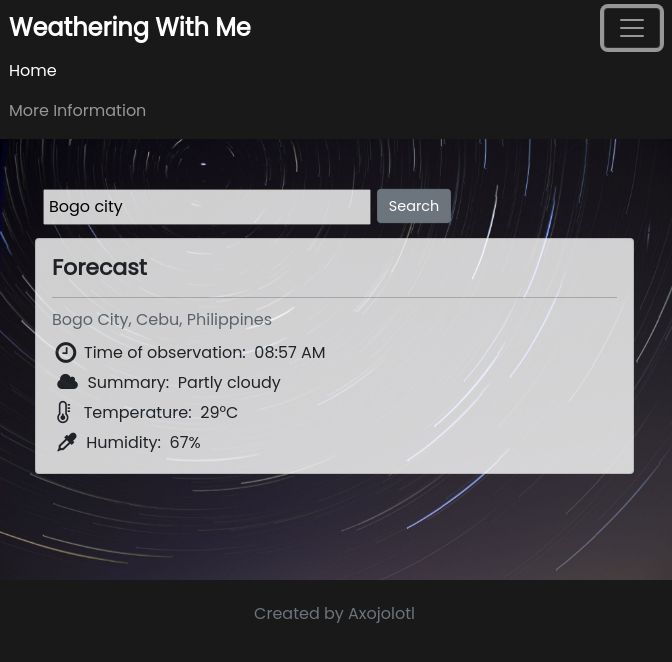 Weathering With Me
Home
More Information
Bogo city
Search
Forecast
Bogo City, Cebu, Philippines
Time of observation: 08:57 AM
Summary: Partly cloudy
Temperature: 29°C
Humidity: 67%
Created by Axojolotl